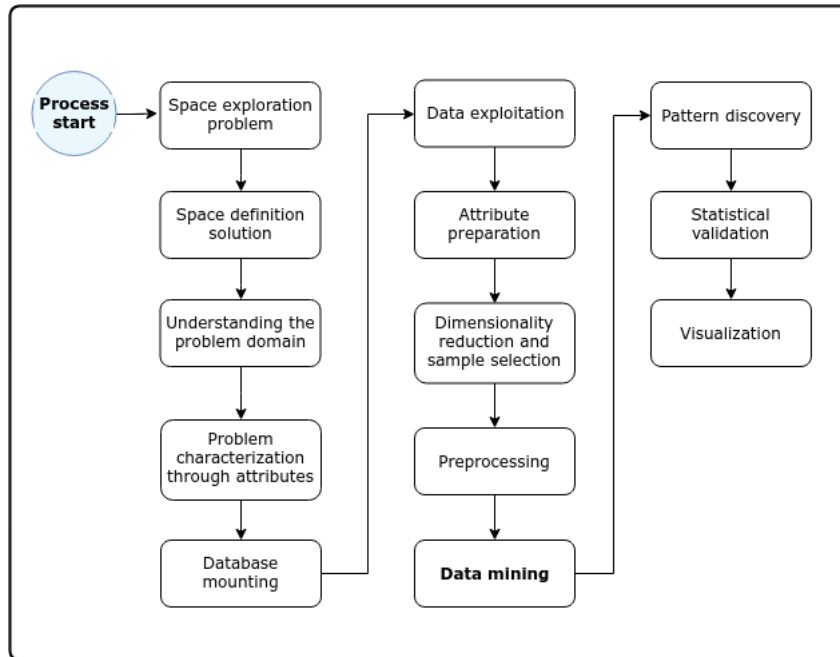 Process
start
Space exploration
problem
Space definition
solution
Understanding the
problem domain
Problem
characterization
through attributes
Database
mounting
Data exploitation
Attribute
preparation
Dimensionality
reduction and
sample selection
Preprocessing
Data mining
Pattern discovery
Statistical
validation
Visualization